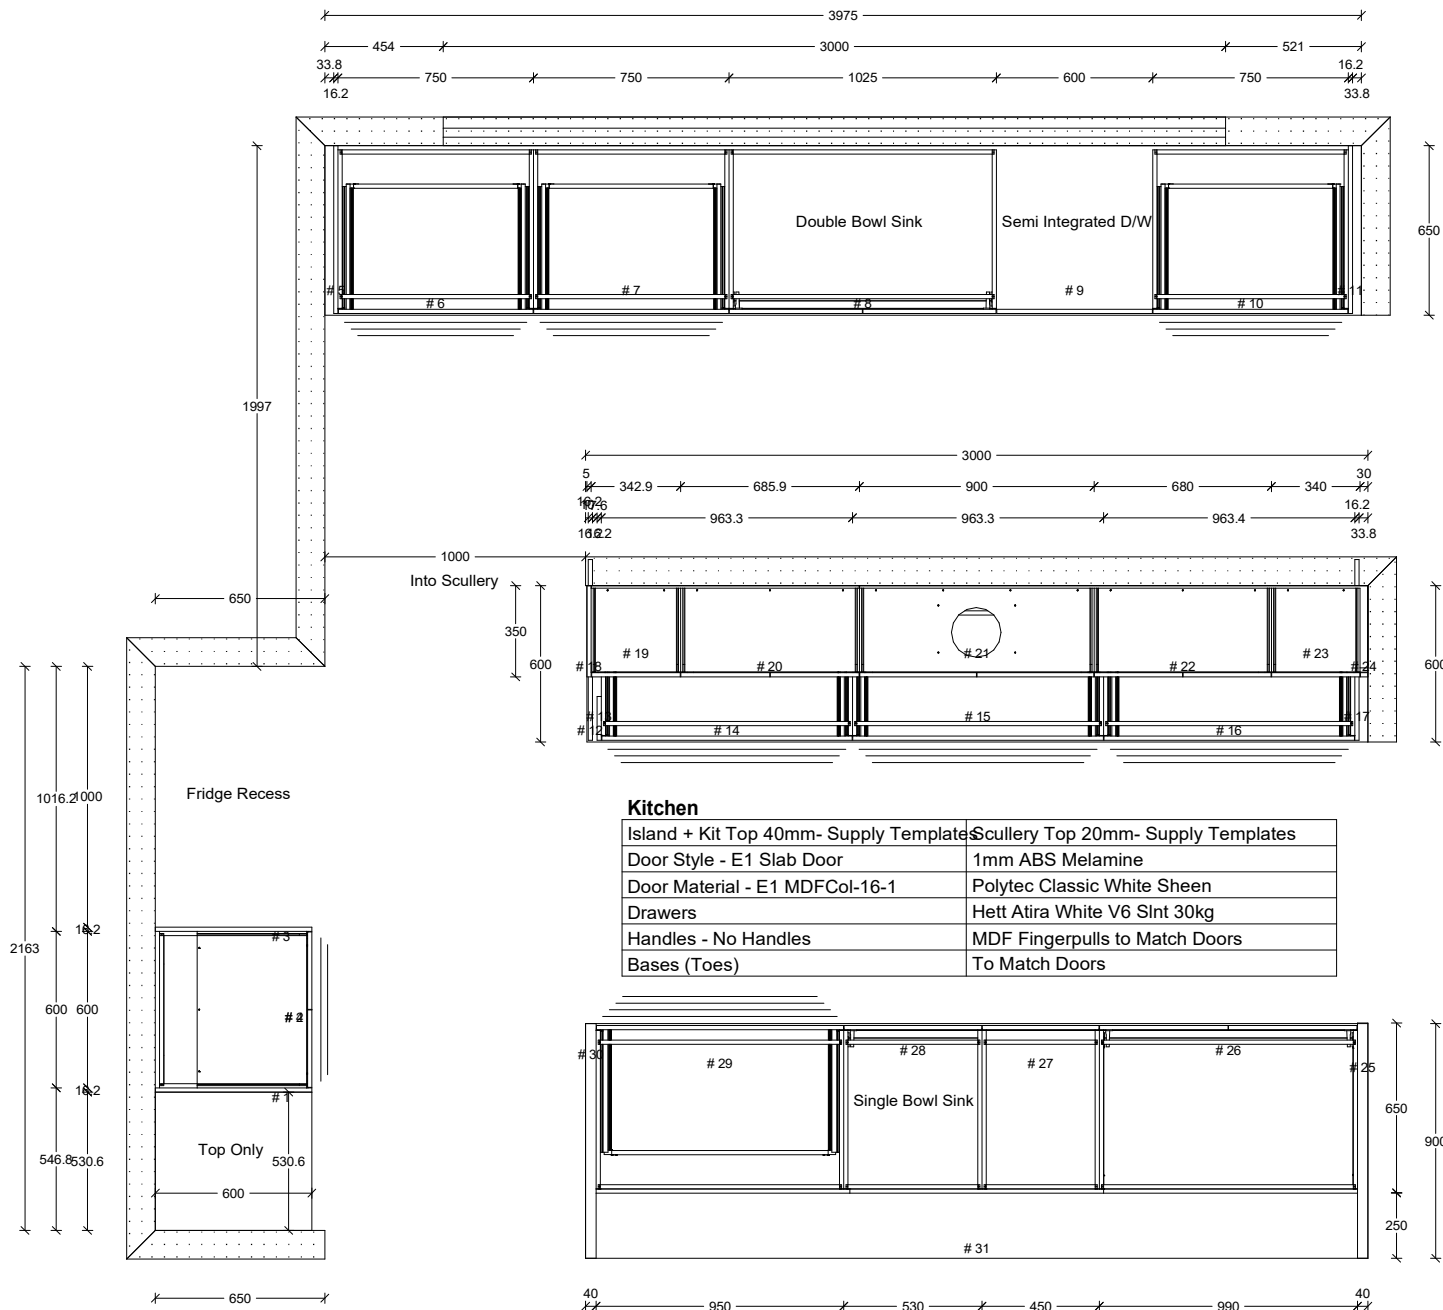 3975
454 3000 521
33.8 16.2
750 750 1025 600 750
16.2 33.8
Double Bowl Sink Semi Integrated D/W
650
# 5 # 6 # 7 # 8 # 9 # 10 # 11
1997
3000
5 30
342.9 685.9 900 680 340
16.2
963.3 963.3 963.4
33.8
1000
Into Scullery
650
350
600
600
# 19 # 20 # 21 # 22 # 23
# 18 # 24
# 13 # 15 # 17
# 12 # 14 # 16
Fridge Recess
1016.2 1000
Kitchen
Island + Kit Top 40mm- Supply Templates Scullery Top 20mm- Supply Templates
Door Style - E1 Slab Door 1mm ABS Melamine
Door Material - E1 MDFCol-16-1 Polytec Classic White Sheen
Drawers Hett Atira White V6 Slnt 30kg
Handles - No Handles MDF Fingerpulls to Match Doors
Bases (Toes) To Match Doors
16.2
# 3
2163
600 600
16.2
# 1
Top Only
546.8 530.6 530.6
600
650
# 30 # 29 # 28 # 27 # 26 # 25
Single Bowl Sink
650
900
250
# 31
40 40
950 530 450 990